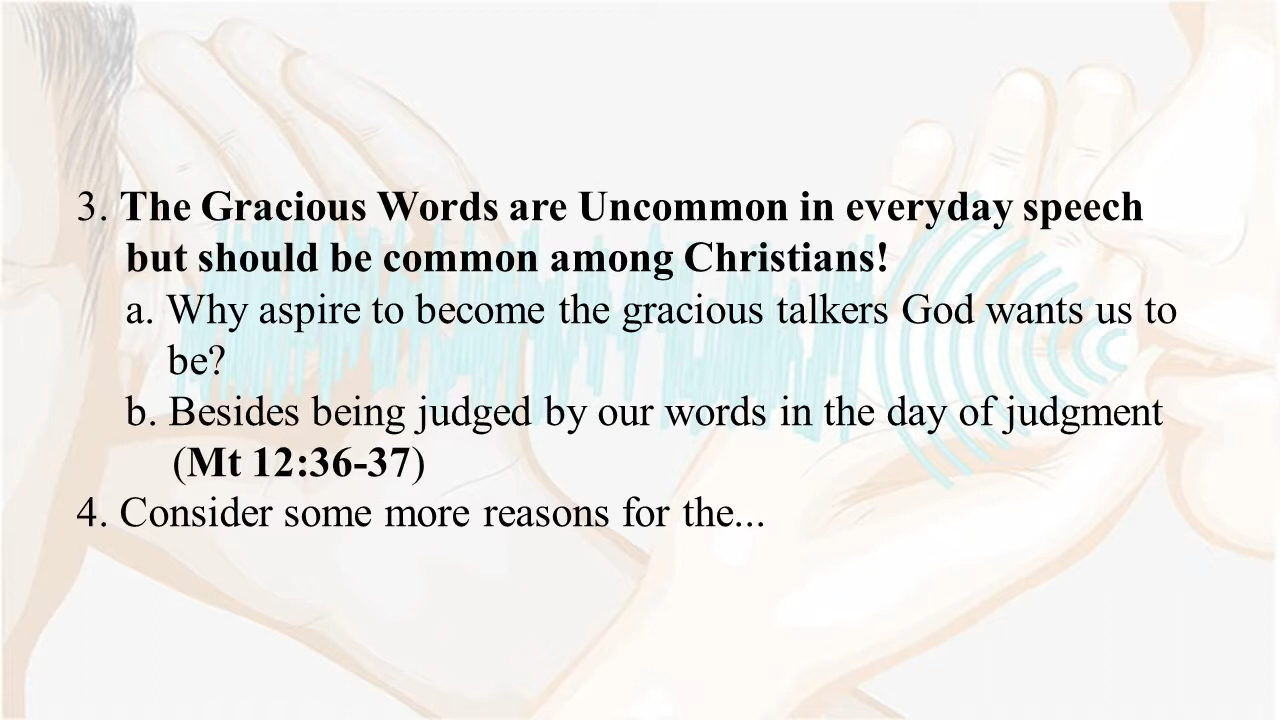 3. The Gracious Words are Uncommon in everyday speech
but should be common among Christians!
a. Why aspire to become the gracious talkers God wants us to
be?
b. Besides being judged by our words in the day of judgment
(Mt 12:36-37)
4. Consider some more reasons for the...